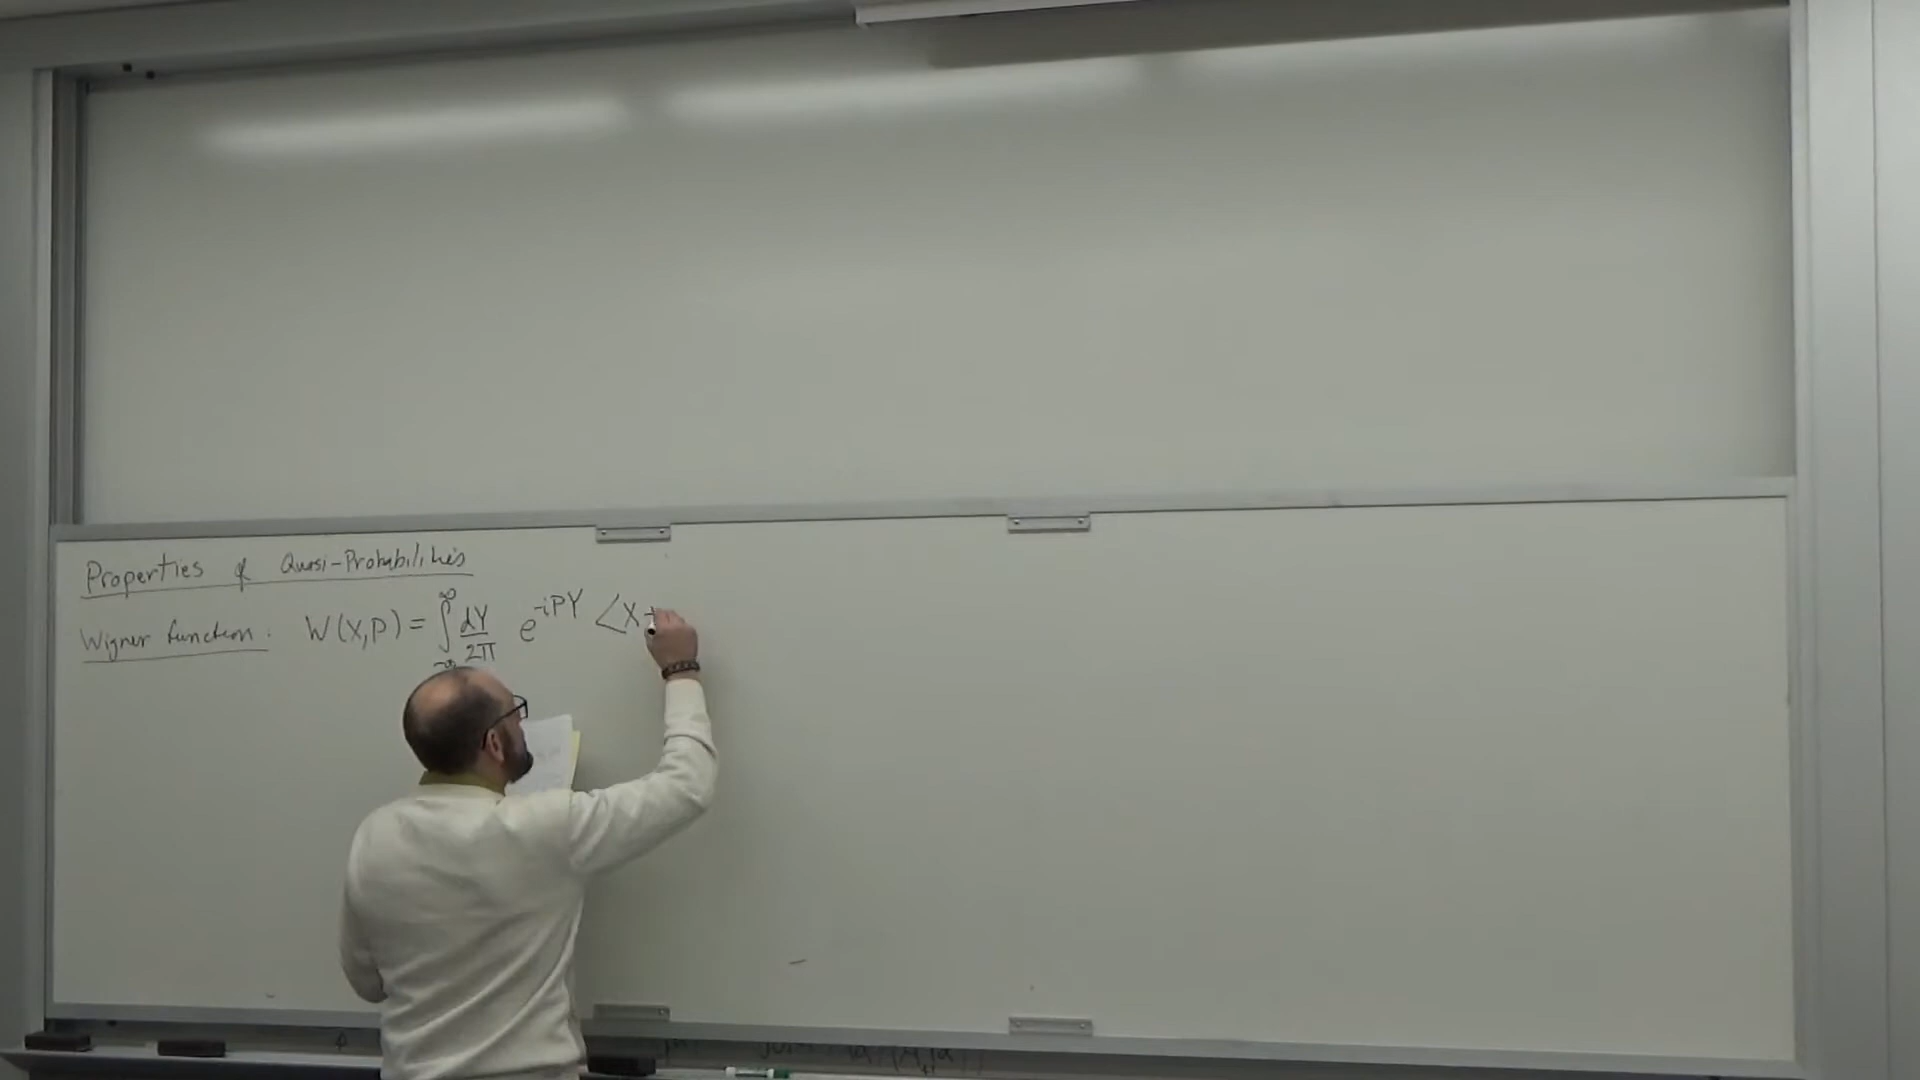 Properties of Quasi-Probabilities
Wigner function: W(X,P) = ∫_{-∞}^{∞} dY/2π e^{-iPY} <X+